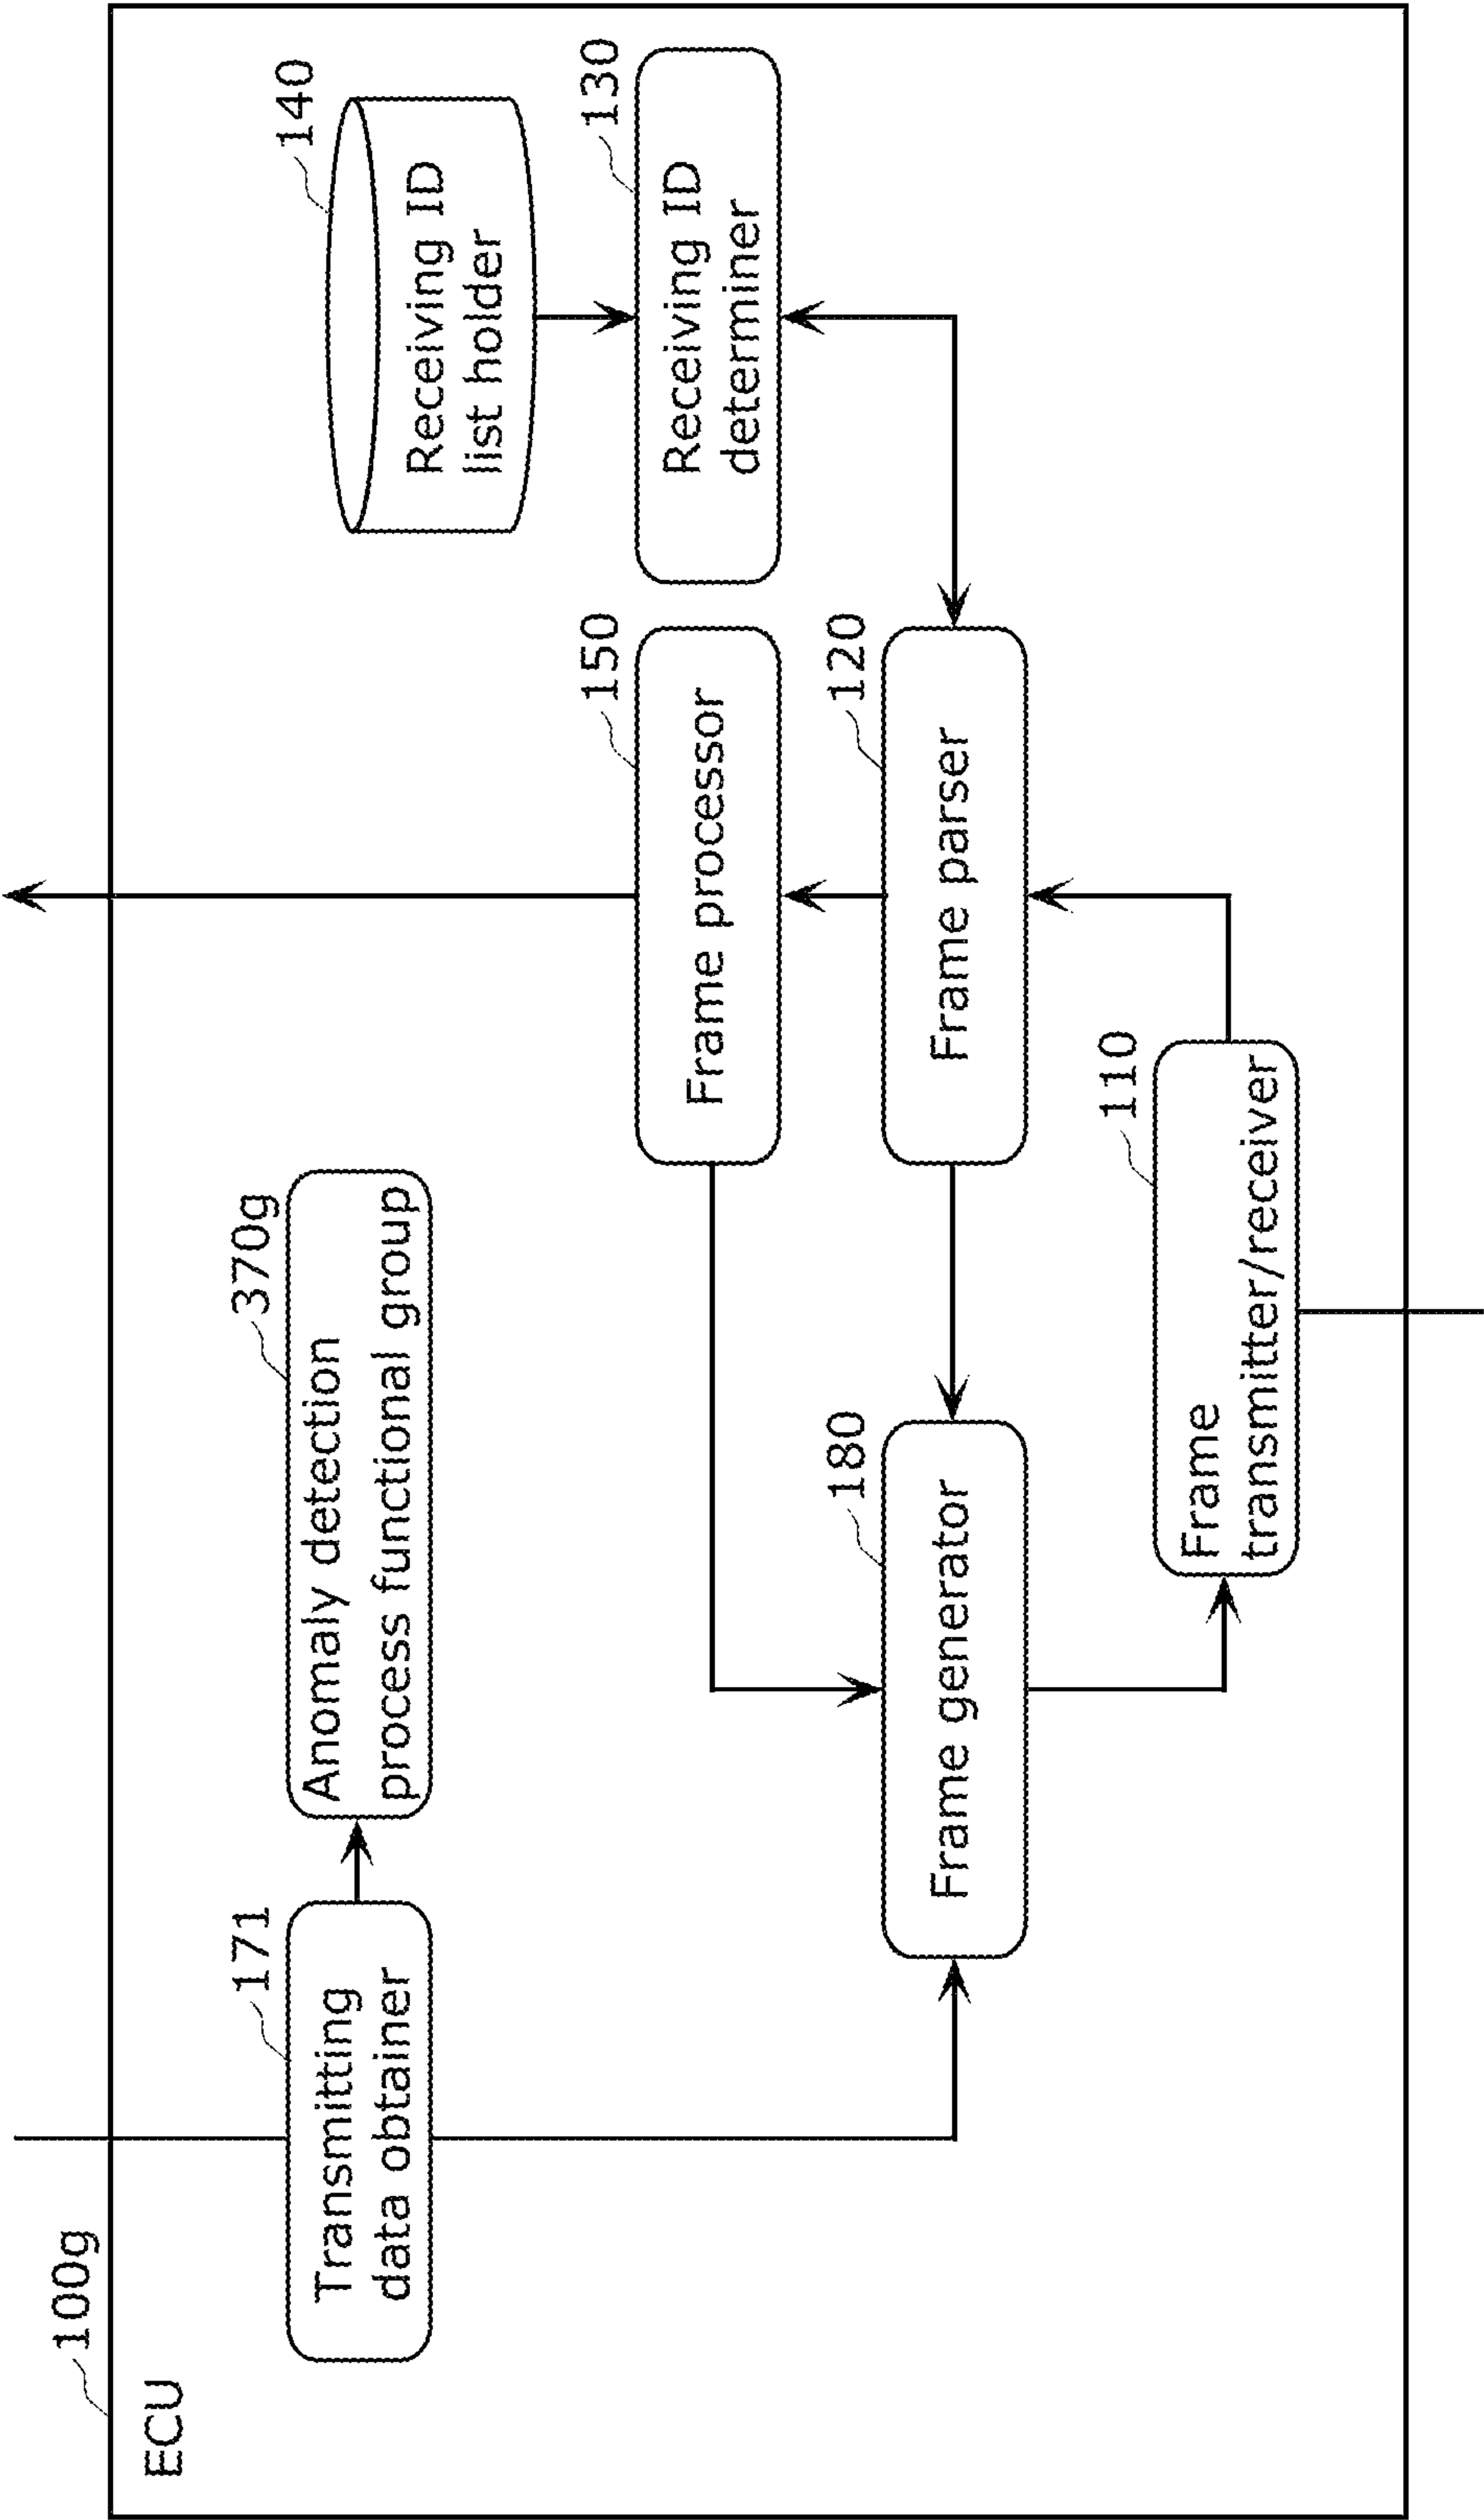 100g
ECU
171
Transmitting
data obtainer
370g
Anomaly detection
process functional group
140
Receiving ID
list holder
150
Frame processor
130
Receiving ID
determiner
180
Frame generator
120
Frame parser
110
Frame
transmitter/receiver